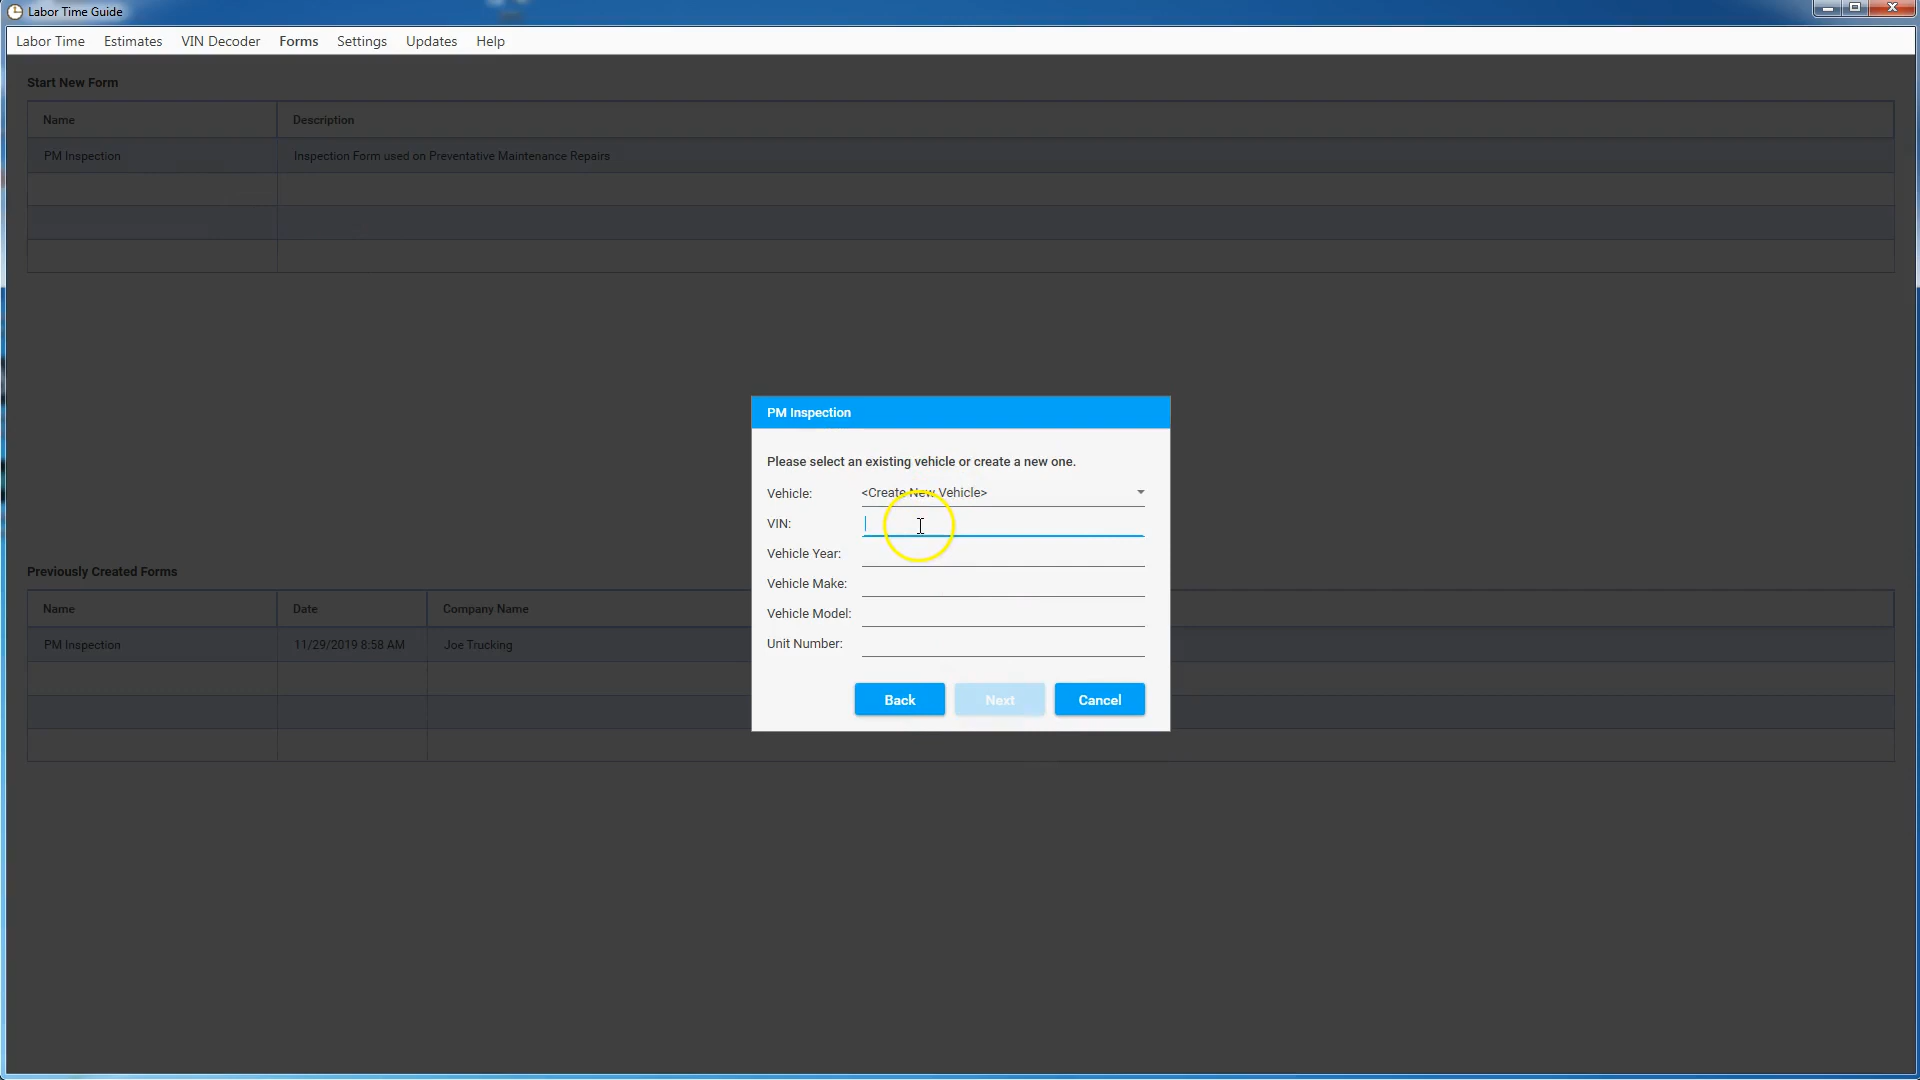 Labor Time Guide
Labor Time Estimates VIN Decoder Forms Settings Updates Help
Start New Form
Name Description
PM Inspection Inspection Form used on Preventative Maintenance Repairs
PM Inspection
Please select an existing vehicle or create a new one.
Vehicle: <Create New Vehicle>
VIN:
Vehicle Year:
Vehicle Make:
Vehicle Model:
Unit Number:
Back Next Cancel
Previously Created Forms
Name Date Company Name
PM Inspection 11/29/2019 8:58 AM Joe Trucking